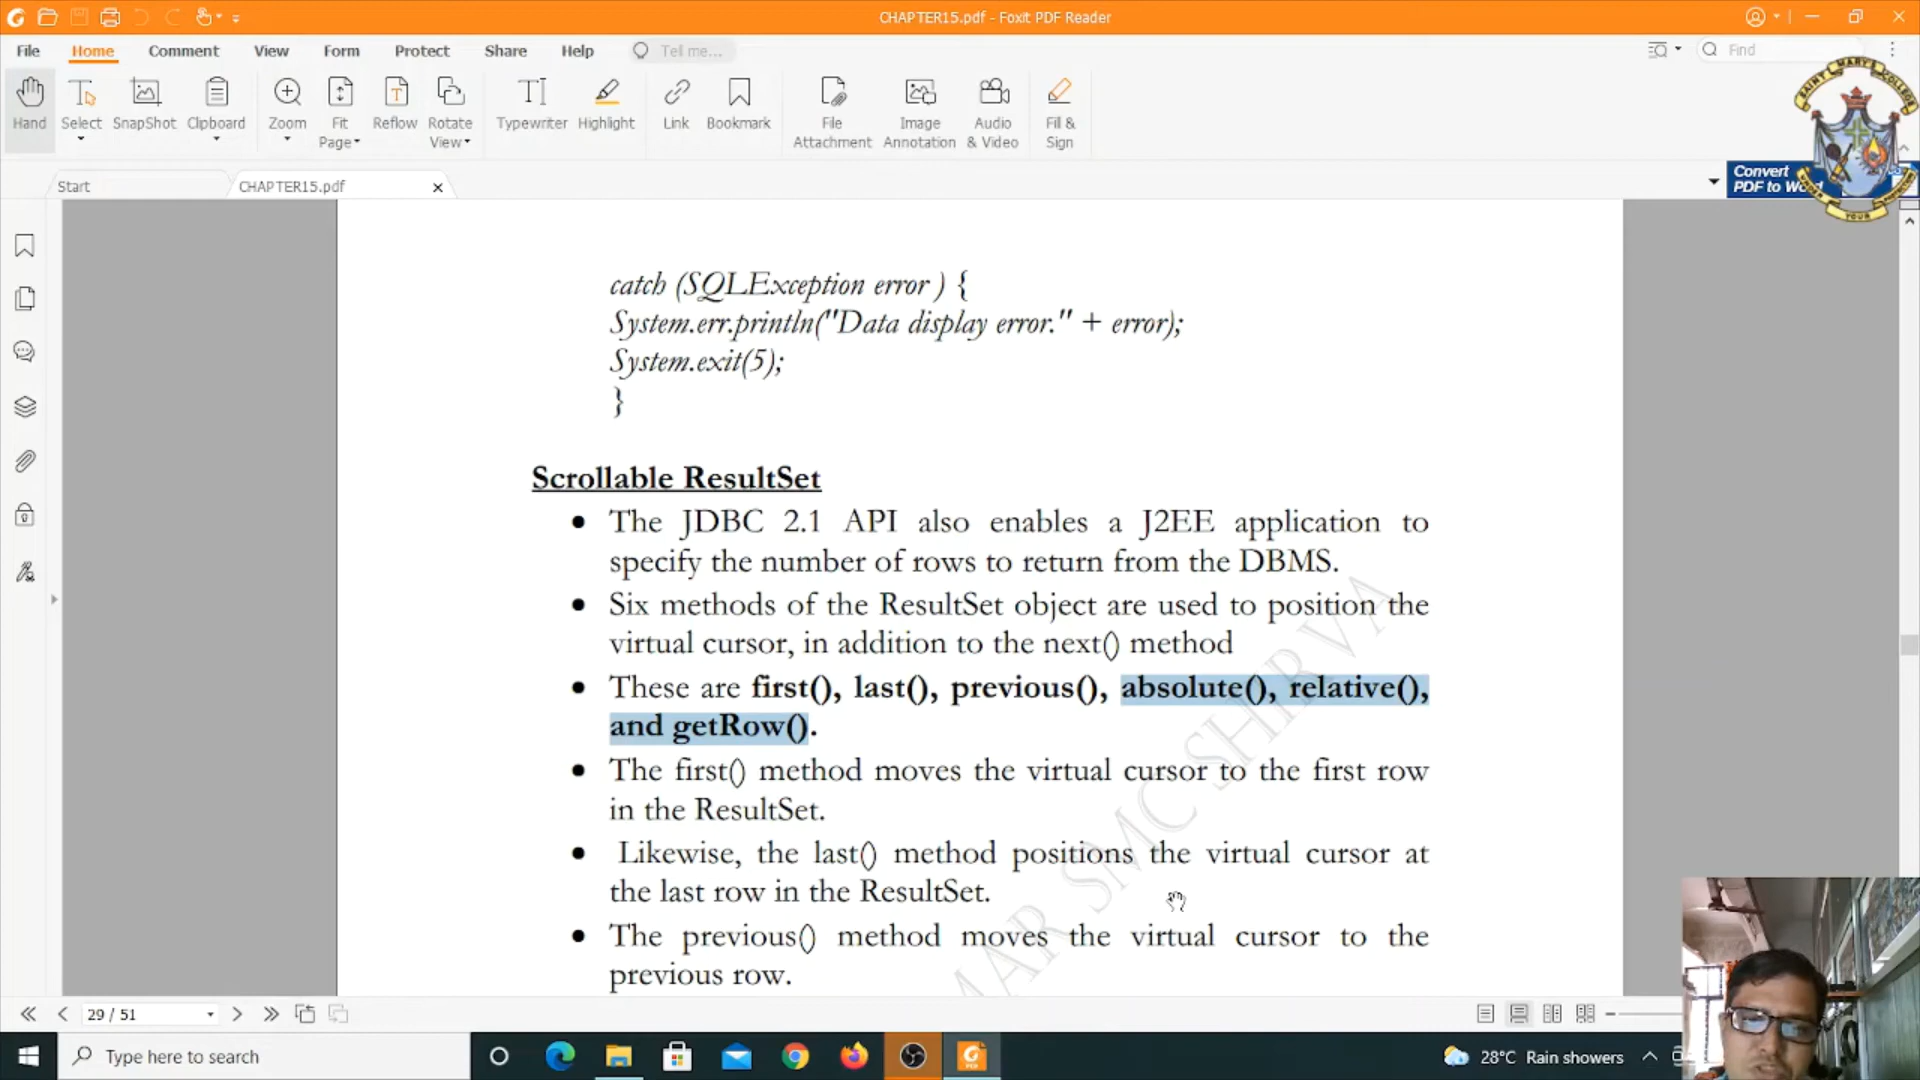 CHAPTER15.pdf - Foxit PDF Reader
File Home Comment View Form Protect Share Help Tell me... Find
Hand Select SnapShot Clipboard Zoom Fit Page Reflow Rotate View Typewriter Highlight Link Bookmark File Attachment Image Annotation Audio & Video Fill & Sign
Start CHAPTER15.pdf
Convert
PDF to Wo
SAINT MARY'S COLLEGE
YOUR
catch (SQLException error ) {
System.err.println("Data display error." + error);
System.exit(5);
}
Scrollable ResultSet
• The JDBC 2.1 API also enables a J2EE application to
specify the number of rows to return from the DBMS.
• Six methods of the ResultSet object are used to position the
virtual cursor, in addition to the next() method
• These are first(), last(), previous(), absolute(), relative(),
and getRow().
• The first() method moves the virtual cursor to the first row
in the ResultSet.
• Likewise, the last() method positions the virtual cursor at
the last row in the ResultSet.
• The previous() method moves the virtual cursor to the
previous row.
MAR SMC SHIRVA
29 / 51
Type here to search
28°C Rain showers